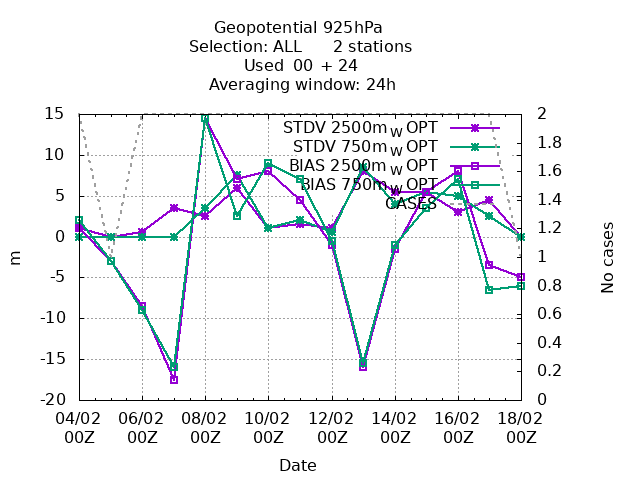 Geopotential 925hPa
Selection: ALL 2 stations
Used 00 + 24
Averaging window: 24h
STDV 2500m_W OPT
STDV 750m_W OPT
BIAS 2500m_W OPT
BIAS 750m_W OPT
CASES
15
10
5
0
-5
-10
-15
-20
m
2
1.8
1.6
1.4
1.2
1
0.8
0.6
0.4
0.2
0
No cases
04/02 06/02 08/02 10/02 12/02 14/02 16/02 18/02
00Z 00Z 00Z 00Z 00Z 00Z 00Z 00Z
Date